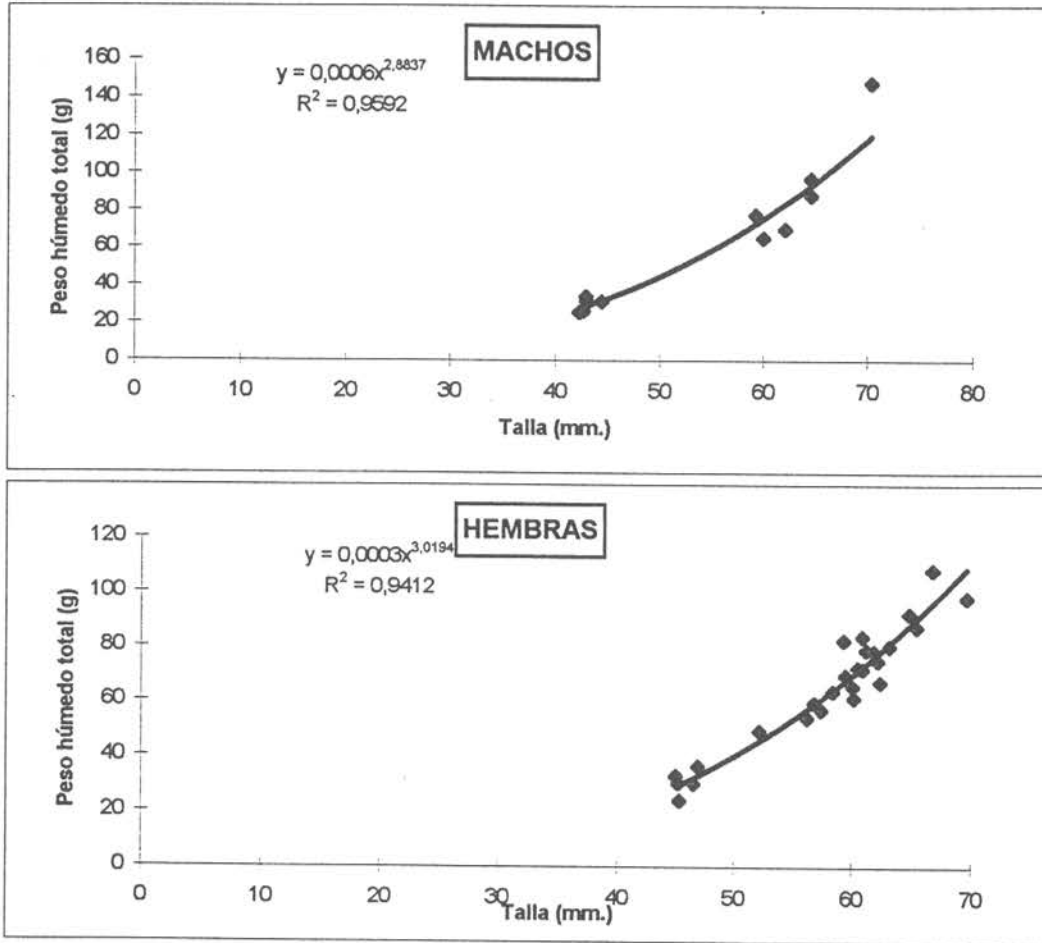 MACHOS
y = 0,0006x^2,8837
R² = 0,9592
Peso húmedo total (g)
160
140
120
100
80
60
40
20
0
0 10 20 30 40 50 60 70 80
Talla (mm.)
HEMBRAS
y = 0,0003x^3,0194
R² = 0,9412
Peso húmedo total (g)
120
100
80
60
40
20
0
0 10 20 30 40 50 60 70
Talla (mm.)